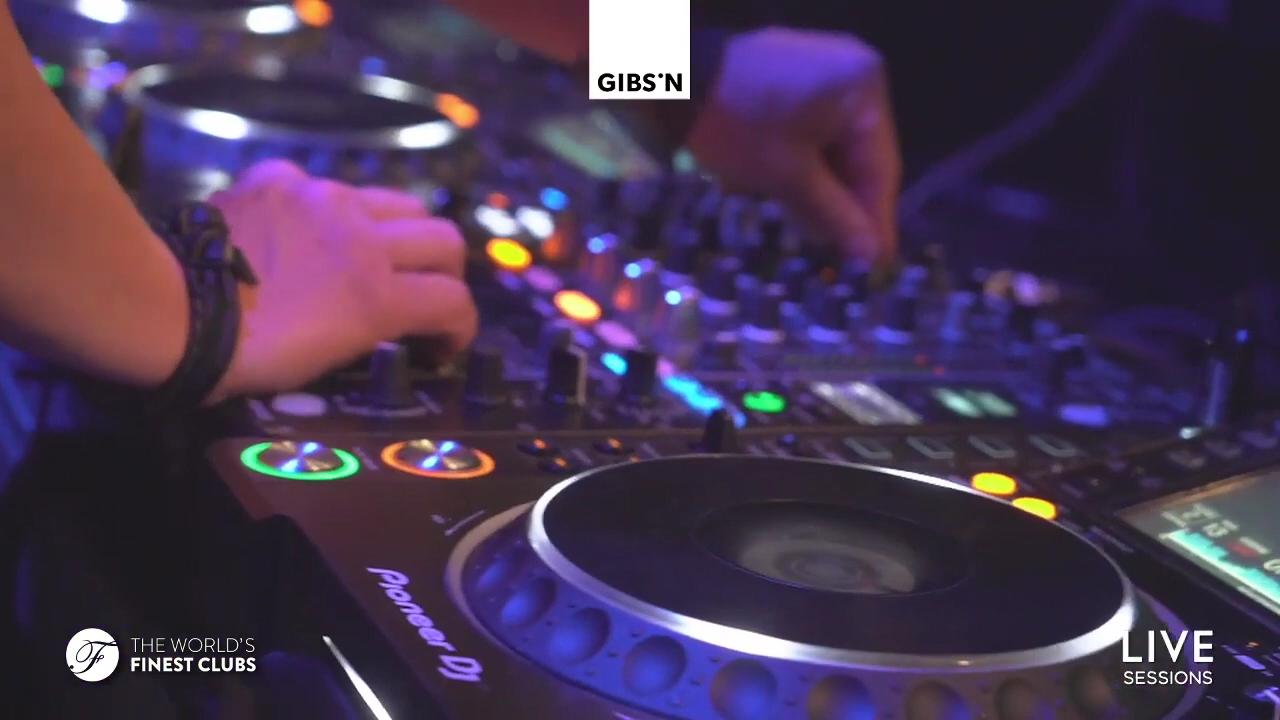 GIBS'N
Pioneer DJ
THE WORLD'S
FINEST CLUBS
LIVE
SESSIONS